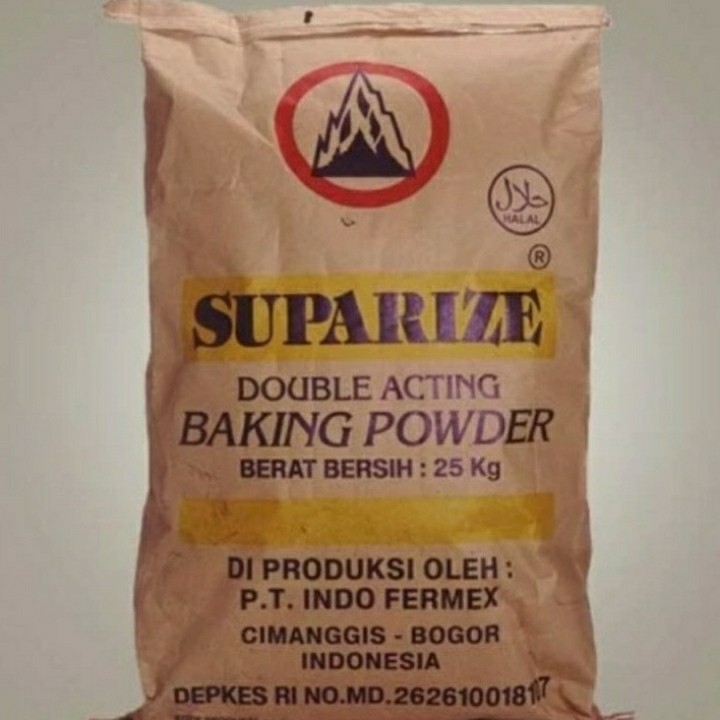 حلال
HALAL
®
SUPARIZE
DOUBLE ACTING
BAKING POWDER
BERAT BERSIH : 25 Kg
DI PRODUKSI OLEH :
P.T. INDO FERMEX
CIMANGGIS - BOGOR
INDONESIA
DEPKES RI NO.MD.262610018107